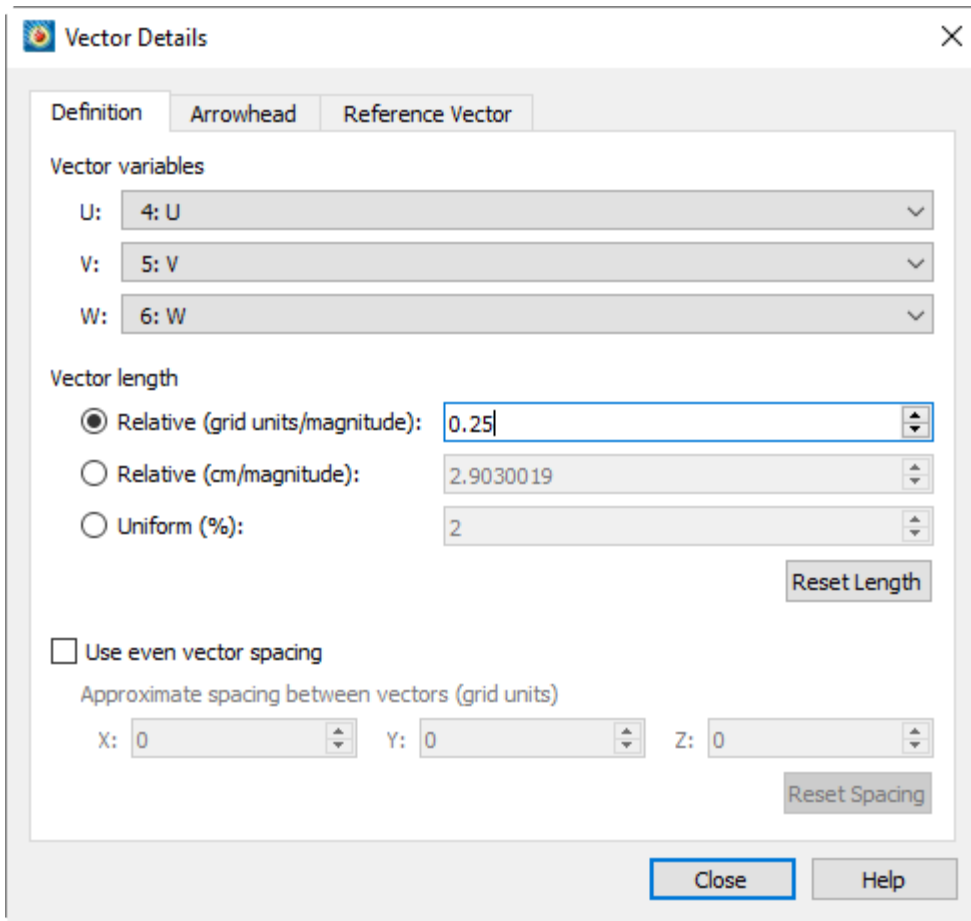 Vector Details
Definition Arrowhead Reference Vector
Vector variables
U: 4: U
V: 5: V
W: 6: W
Vector length
Relative (grid units/magnitude): 0.25
Relative (cm/magnitude): 2.9030019
Uniform (%): 2
Reset Length
Use even vector spacing
Approximate spacing between vectors (grid units)
X: 0 Y: 0 Z: 0
Reset Spacing
Close Help